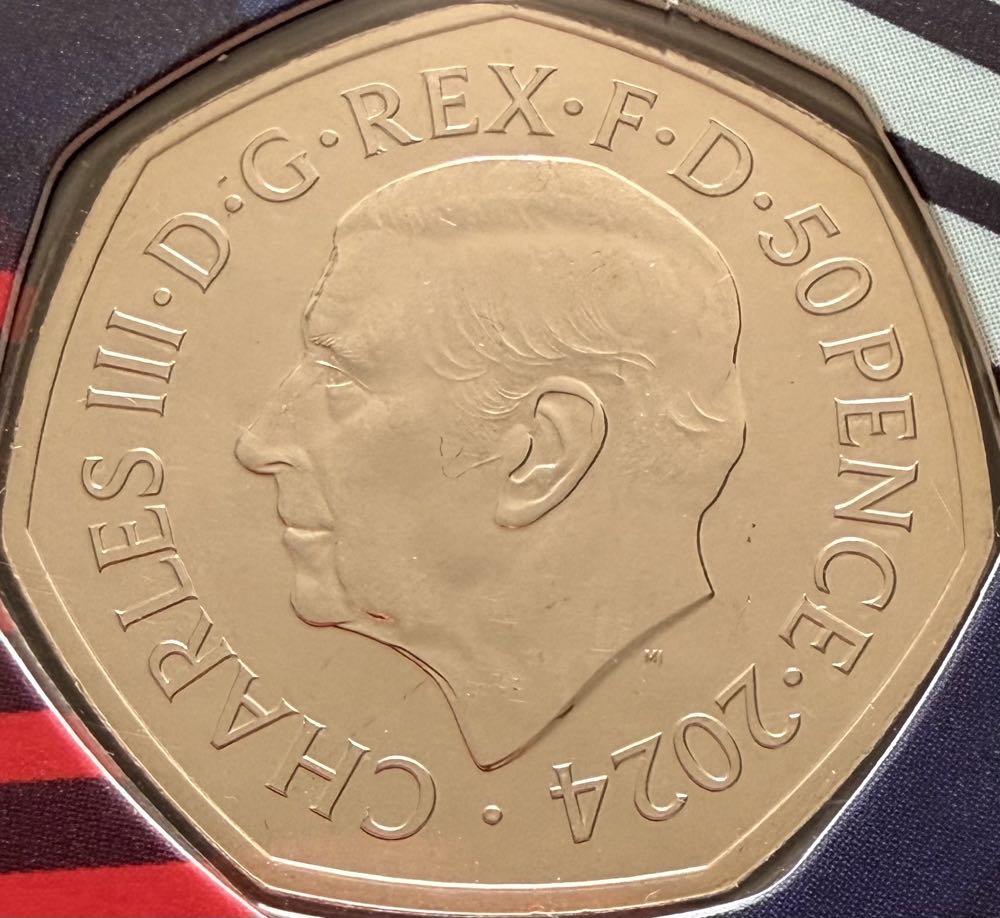 · CHARLES III · D · G · REX · F · D · 50 PENCE · 2024
MJ